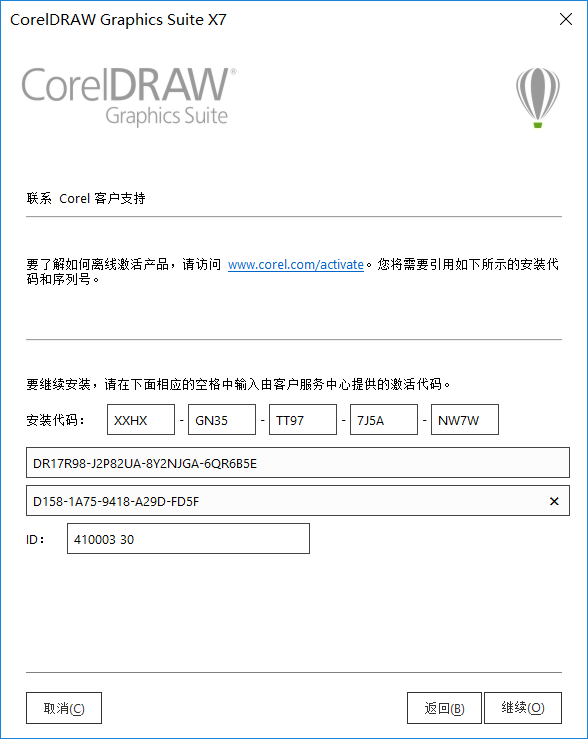 CorelDRAW Graphics Suite X7
CorelDRAW®
Graphics Suite
联系 Corel 客户支持
要了解如何离线激活产品，请访问 www.corel.com/activate。您将需要引用如下所示的安装代
码和序列号。
要继续安装，请在下面相应的空格中输入由客户服务中心提供的激活代码。
安装代码： XXHX - GN35 - TT97 - 7J5A - NW7W
DR17R98-J2P82UA-8Y2NJGA-6QR6B5E
D158-1A75-9418-A29D-FD5F
ID： 410003 30
取消(C) 返回(B) 继续(O)